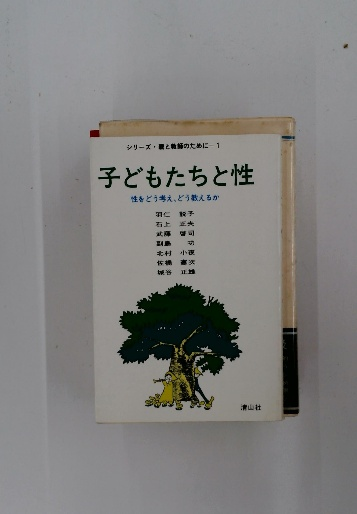 シリーズ・親と教師のために―1
子どもたちと性
性をどう考え、どう教えるか
羽仁 説子
石上 正夫
武藤 啓司
副島 功
北村 小夜
佐橋 憲次
城谷 正雄
清山社